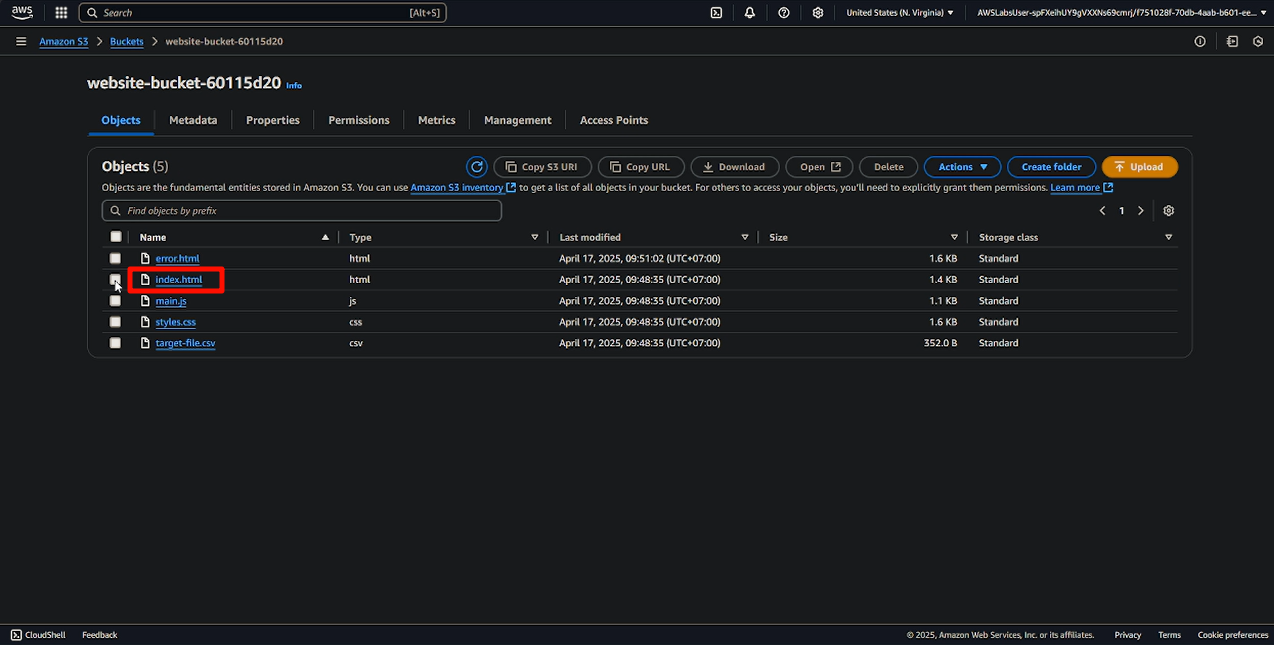 aws Search [Alt+S] United States (N. Virginia) AWSLabsUser-spFXeihUY9gVXXNs69cmrj/f751028f-70db-4aab-b601-ee...
Amazon S3 > Buckets > website-bucket-60115d20
website-bucket-60115d20 Info
Objects Metadata Properties Permissions Metrics Management Access Points
Objects (5) Copy S3 URI Copy URL Download Open Delete Actions Create folder Upload
Objects are the fundamental entities stored in Amazon S3. You can use Amazon S3 inventory to get a list of all objects in your bucket. For others to access your objects, you'll need to explicitly grant them permissions. Learn more
Find objects by prefix 1
Name Type Last modified Size Storage class
error.html html April 17, 2025, 09:51:02 (UTC+07:00) 1.6 KB Standard
index.html html April 17, 2025, 09:48:35 (UTC+07:00) 1.4 KB Standard
main.js js April 17, 2025, 09:48:35 (UTC+07:00) 1.1 KB Standard
styles.css css April 17, 2025, 09:48:35 (UTC+07:00) 1.6 KB Standard
target-file.csv csv April 17, 2025, 09:48:35 (UTC+07:00) 352.0 B Standard
CloudShell Feedback © 2025, Amazon Web Services, Inc. or its affiliates. Privacy Terms Cookie preferences